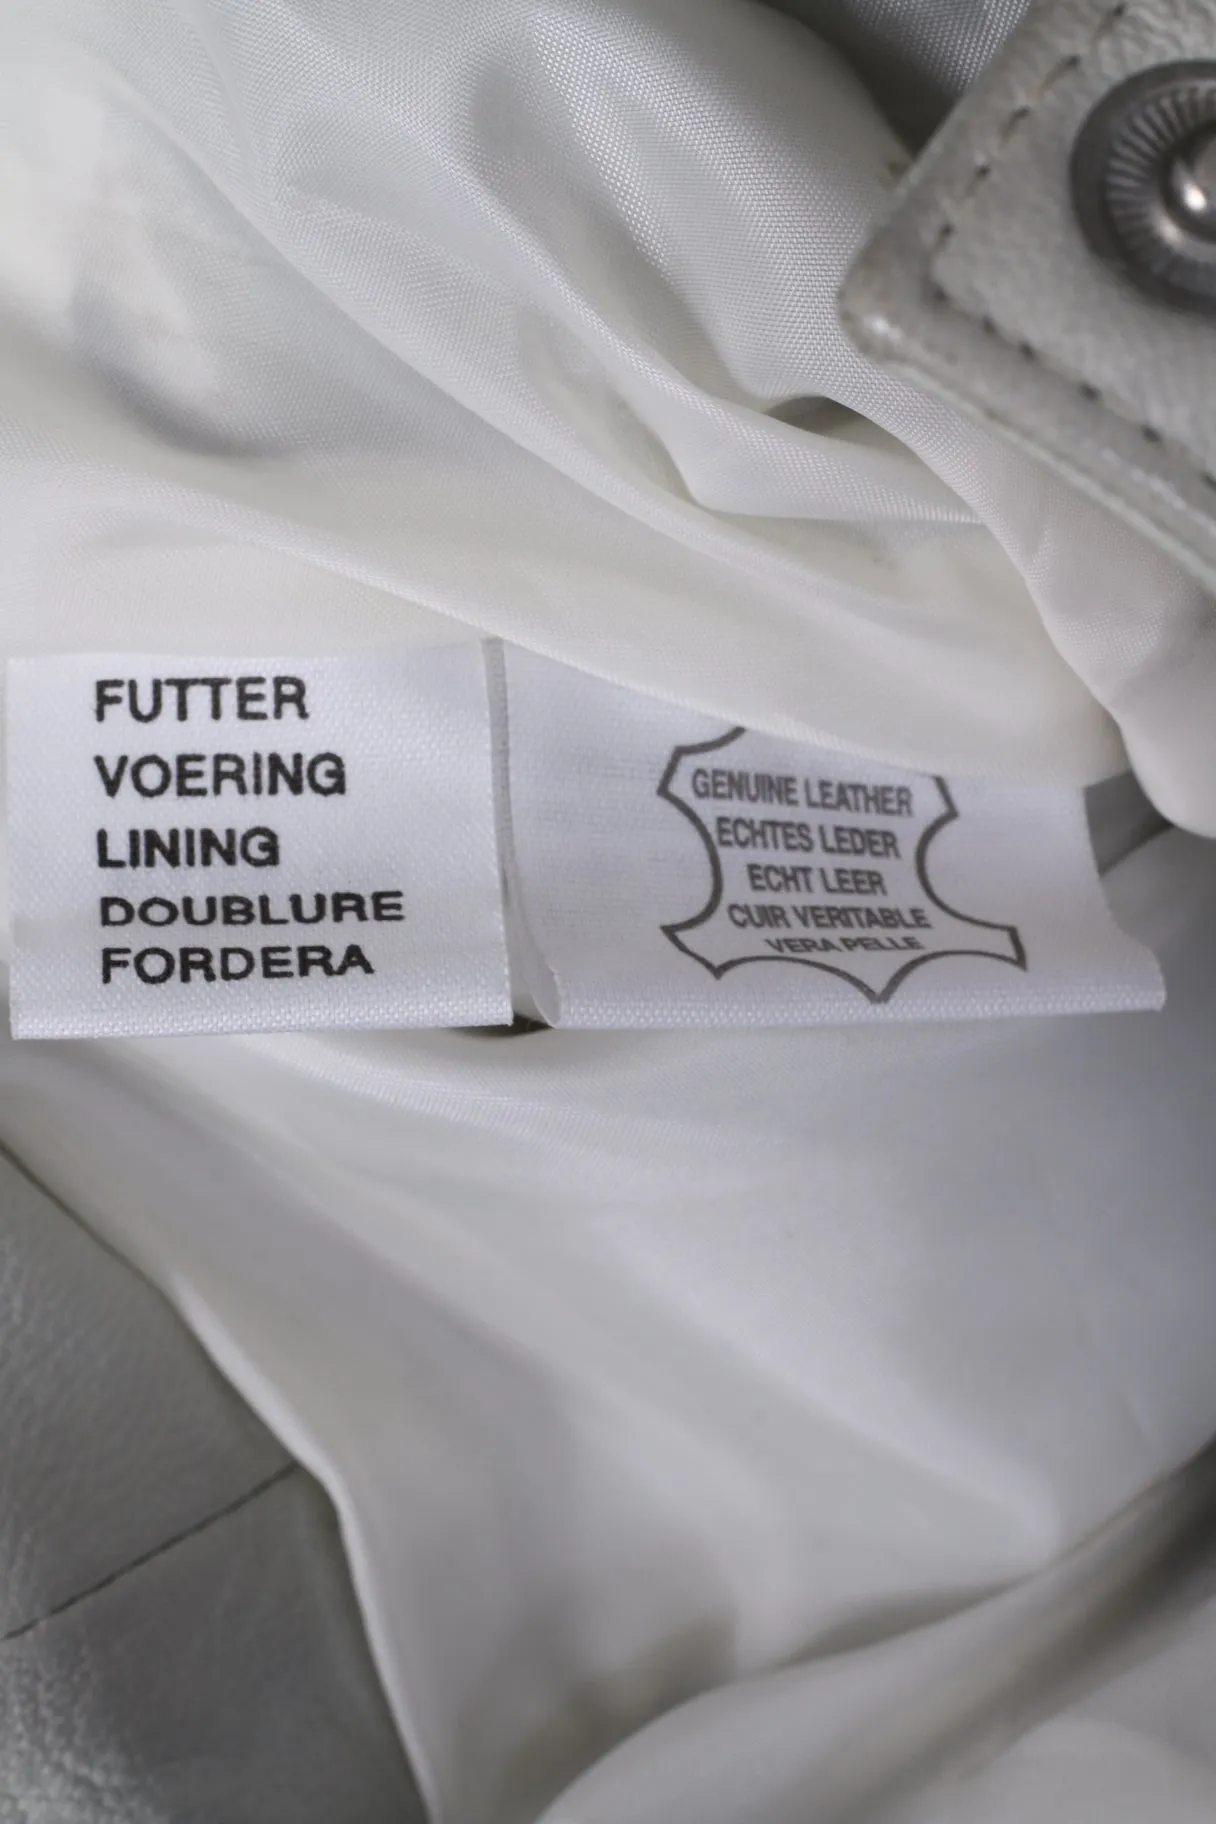 FUTTER
VOERING
LINING
DOUBLURE
FORDERA
GENUINE LEATHER
ECHTES LEDER
ECHT LEER
CUIR VERITABLE
VERA PELLE